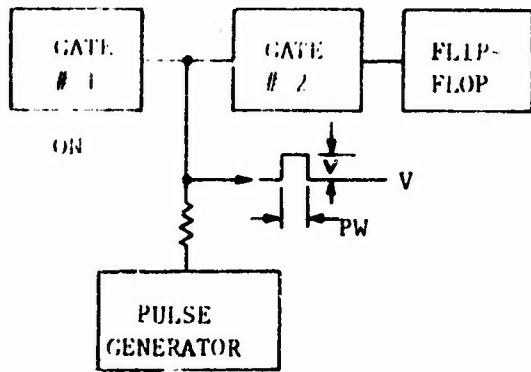 GATE
# 1
ON
GATE
# 2
FLIP-
FLOP
V
V
PW
PULSE
GENERATOR